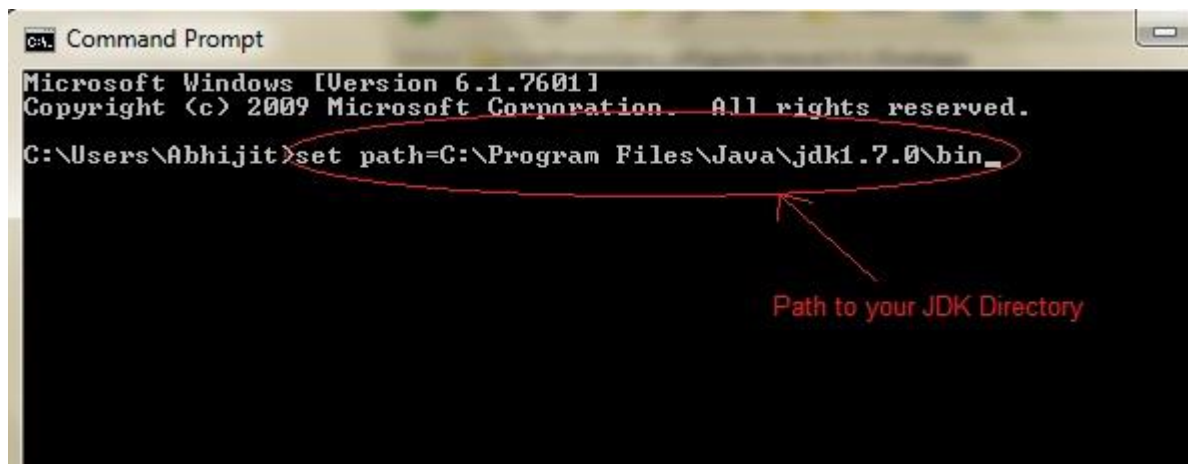 Command Prompt
Microsoft Windows [Version 6.1.7601]
Copyright (c) 2009 Microsoft Corporation.  All rights reserved.
C:\Users\Abhijit>set path=C:\Program Files\Java\jdk1.7.0\bin_
Path to your JDK Directory